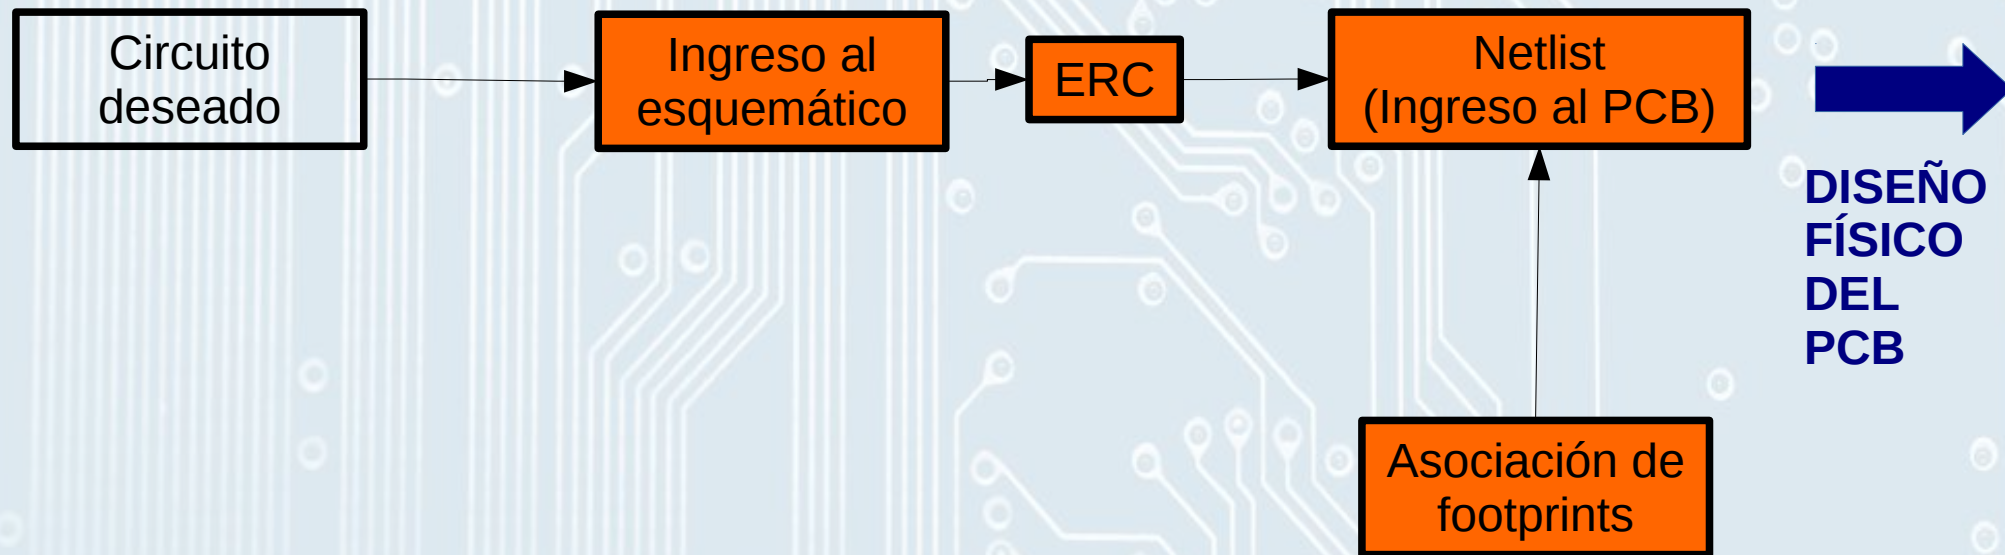 Circuito
deseado
Ingreso al
esquemático
ERC
Netlist
(Ingreso al PCB)
DISEÑO
FÍSICO
DEL
PCB
Asociación de
footprints